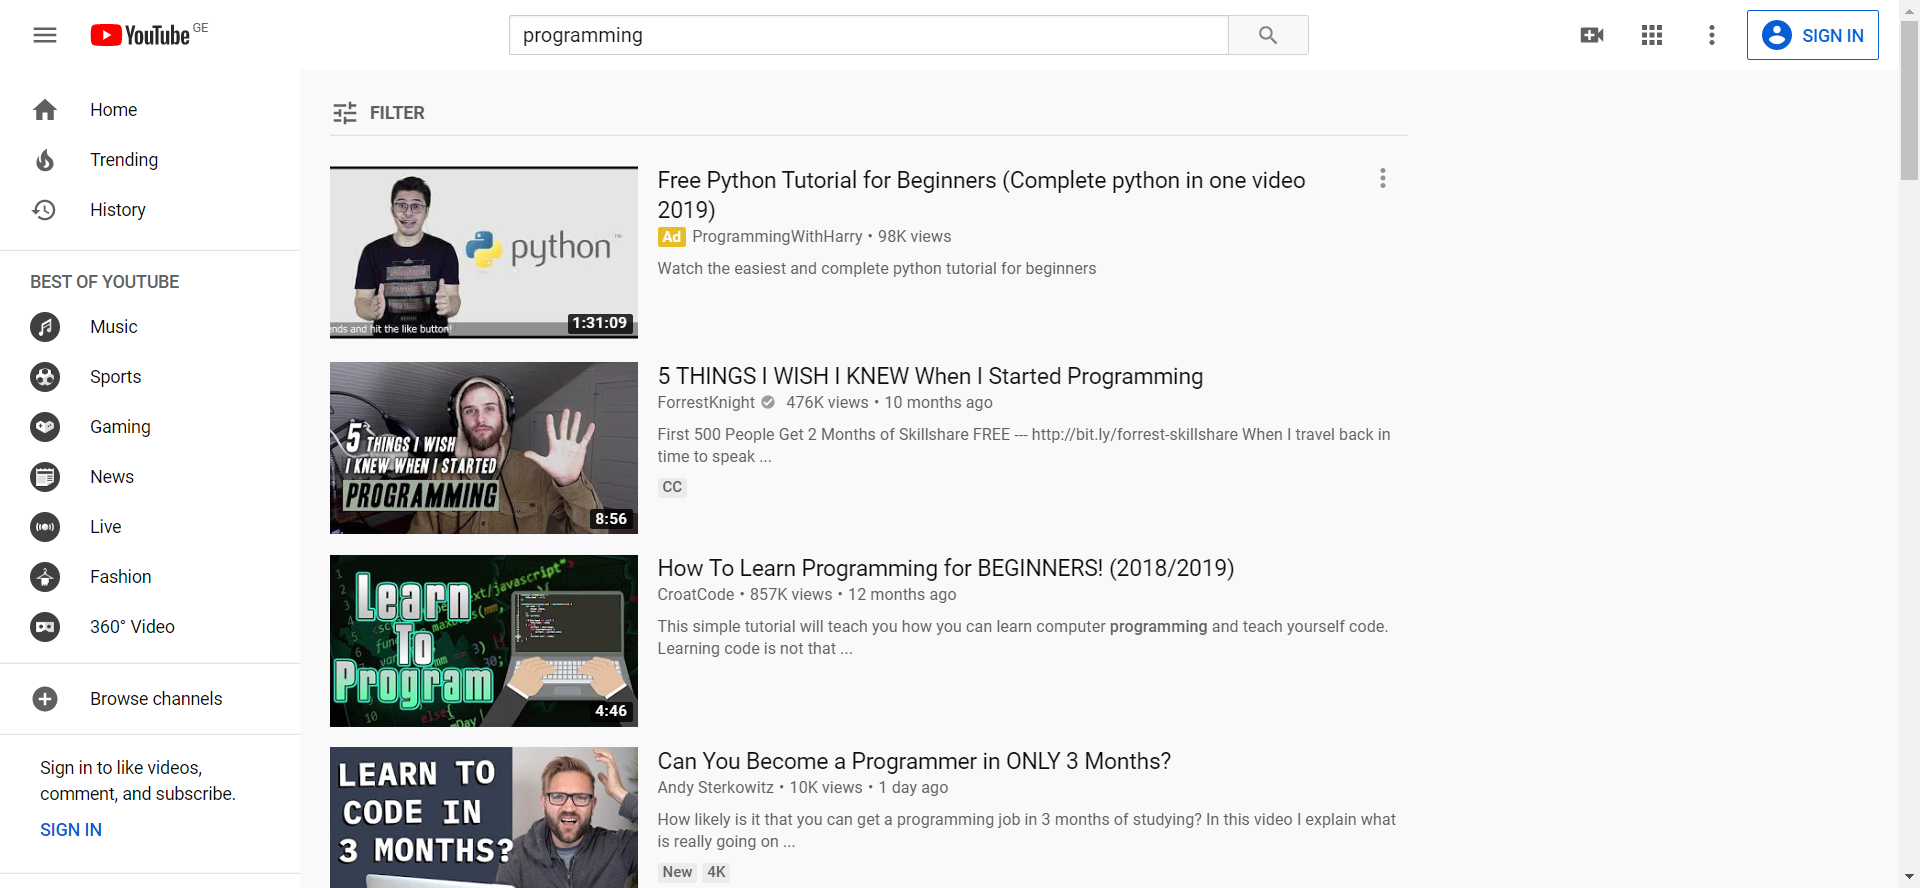 YouTube GE
programming
SIGN IN
Home
Trending
History
BEST OF YOUTUBE
Music
Sports
Gaming
News
Live
Fashion
360° Video
Browse channels
Sign in to like videos,
comment, and subscribe.
SIGN IN
FILTER
python™
ends and hit the like button!
1:31:09
Free Python Tutorial for Beginners (Complete python in one video
2019)
Ad ProgrammingWithHarry • 98K views
Watch the easiest and complete python tutorial for beginners
5 THINGS I WISH
I KNEW WHEN I STARTED
PROGRAMMING
8:56
5 THINGS I WISH I KNEW When I Started Programming
ForrestKnight 476K views • 10 months ago
First 500 People Get 2 Months of Skillshare FREE --- http://bit.ly/forrest-skillshare When I travel back in
time to speak ...
CC
Learn
To
Program
4:46
How To Learn Programming for BEGINNERS! (2018/2019)
CroatCode • 857K views • 12 months ago
This simple tutorial will teach you how you can learn computer programming and teach yourself code.
Learning code is not that ...
LEARN TO
CODE IN
3 MONTHS?
Can You Become a Programmer in ONLY 3 Months?
Andy Sterkowitz • 10K views • 1 day ago
How likely is it that you can get a programming job in 3 months of studying? In this video I explain what
is really going on ...
New 4K